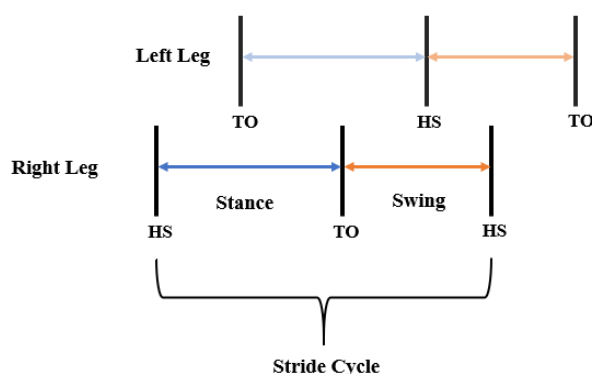 Left Leg
TO
HS
TO
Right Leg
Stance
Swing
HS
TO
HS
Stride Cycle